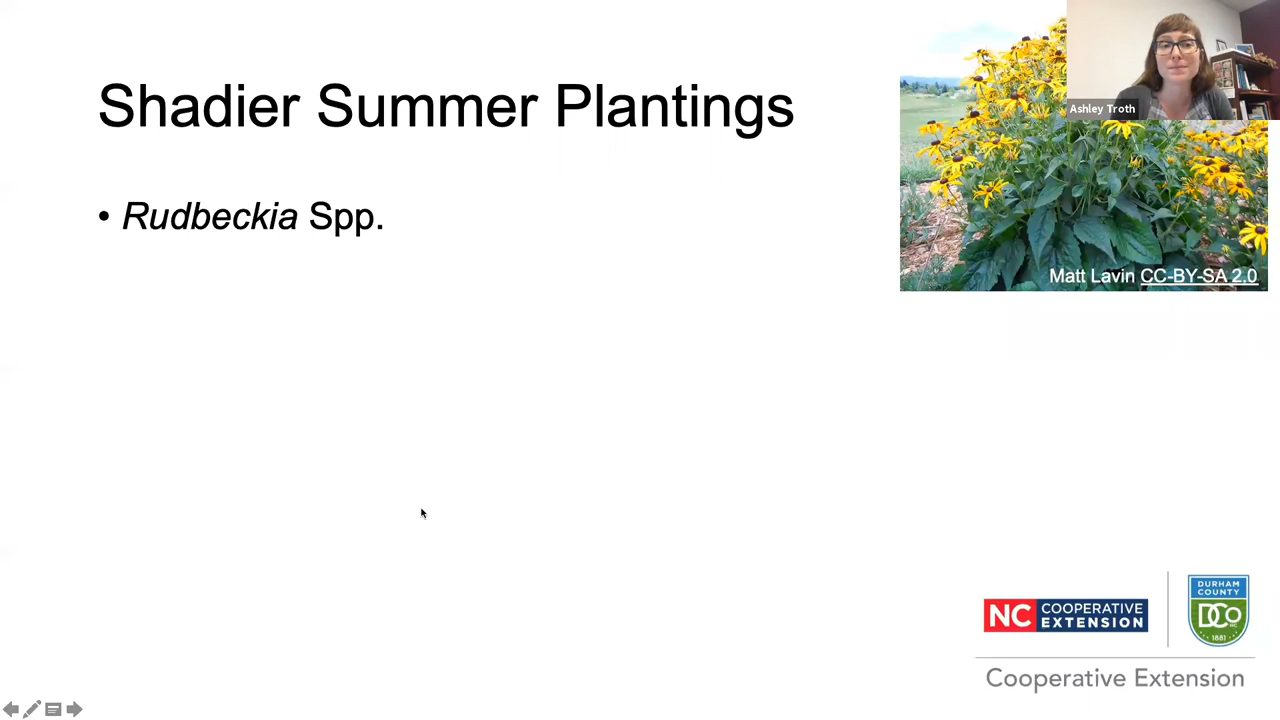 Shadier Summer Plantings
Ashley Troth
• Rudbeckia Spp.
Matt Lavin CC-BY-SA 2.0
NC COOPERATIVE
EXTENSION
DURHAM
COUNTY
DCo
NC
1881
Cooperative Extension